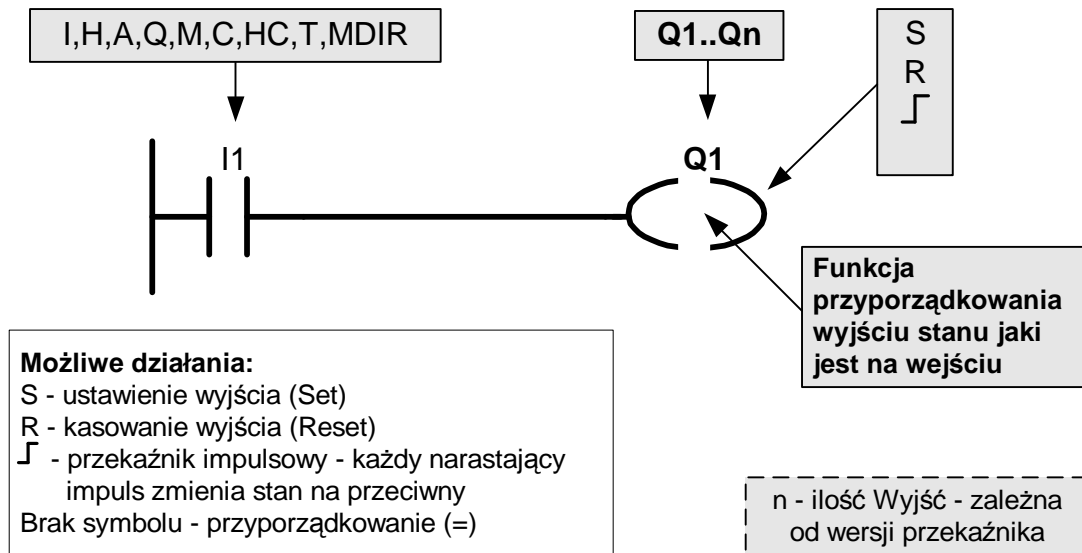 I,H,A,Q,M,C,HC,T,MDIR
Q1..Qn
S
R
I1
Q1
Funkcja
przyporządkowania
wyjściu stanu jaki
jest na wejściu
Możliwe działania:
S - ustawienie wyjścia (Set)
R - kasowanie wyjścia (Reset)
- przekaźnik impulsowy - każdy narastający
impuls zmienia stan na przeciwny
Brak symbolu - przyporządkowanie (=)
n - ilość Wyjść - zależna
od wersji przekaźnika